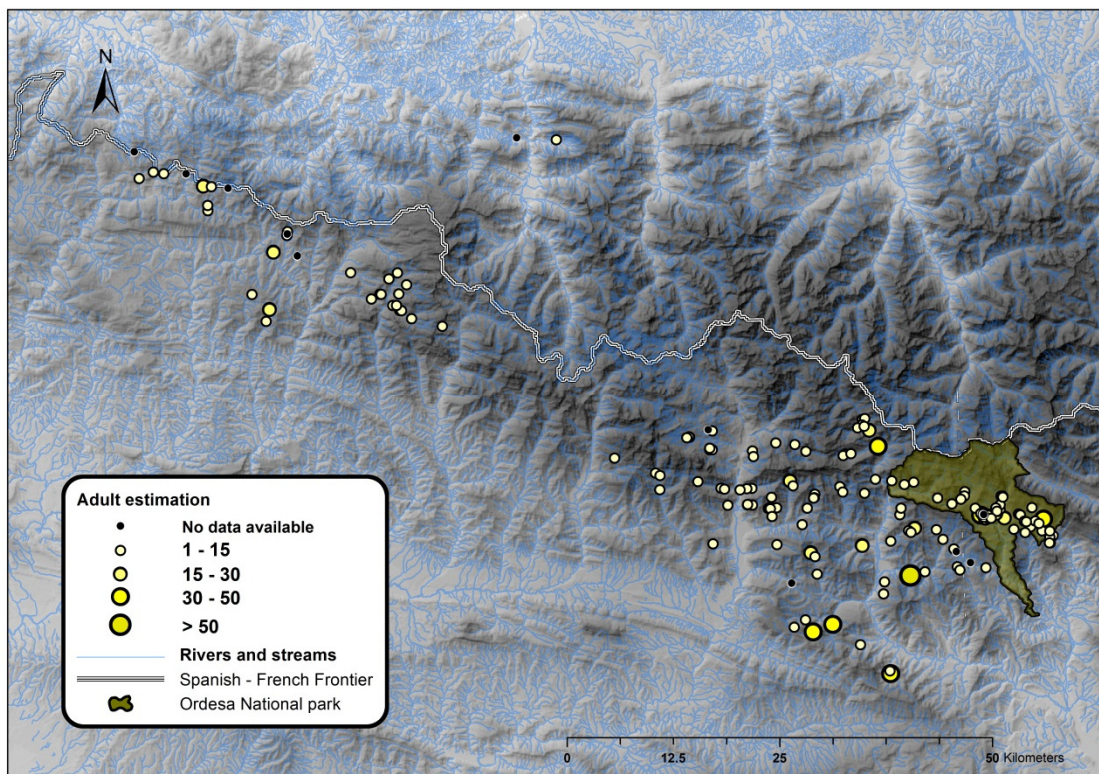 N
Adult estimation
No data available
1 - 15
15 - 30
30 - 50
> 50
Rivers and streams
Spanish - French Frontier
Ordesa National park
0 12.5 25 50 Kilometers